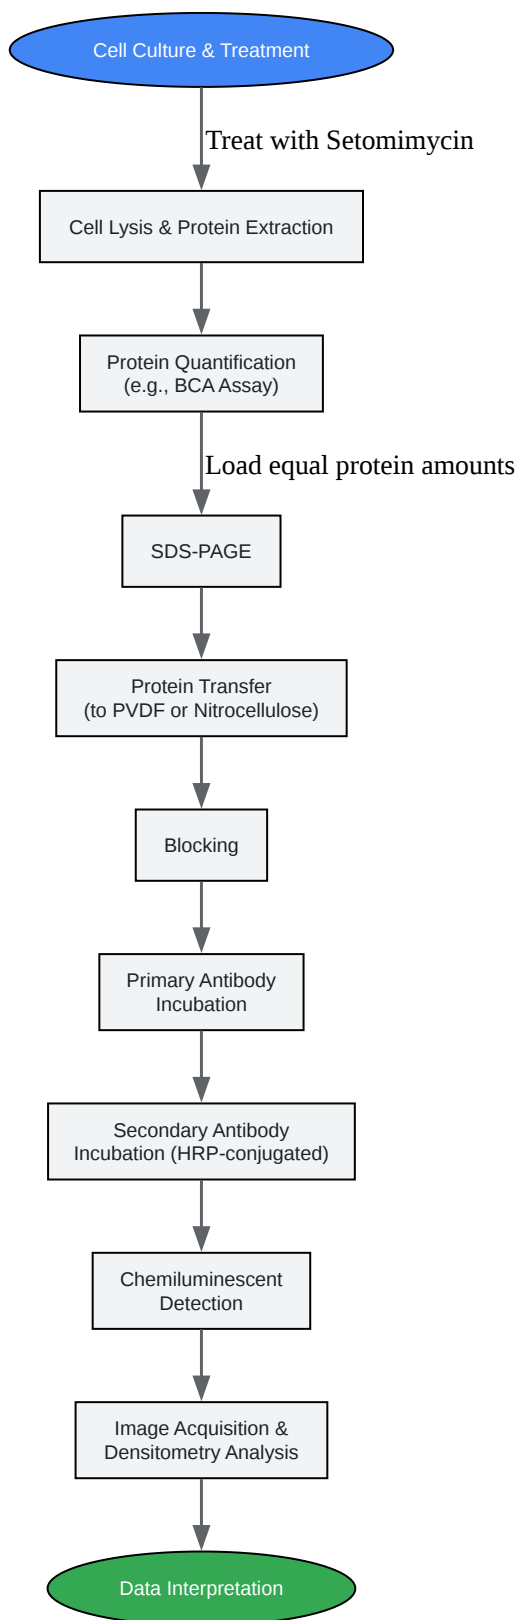 Cell Culture & Treatment
Treat with Setomimycin
Cell Lysis & Protein Extraction
Protein Quantification
(e.g., BCA Assay)
Load equal protein amounts
SDS-PAGE
Protein Transfer
(to PVDF or Nitrocellulose)
Blocking
Primary Antibody
Incubation
Secondary Antibody
Incubation (HRP-conjugated)
Chemiluminescent
Detection
Image Acquisition &
Densitometry Analysis
Data Interpretation